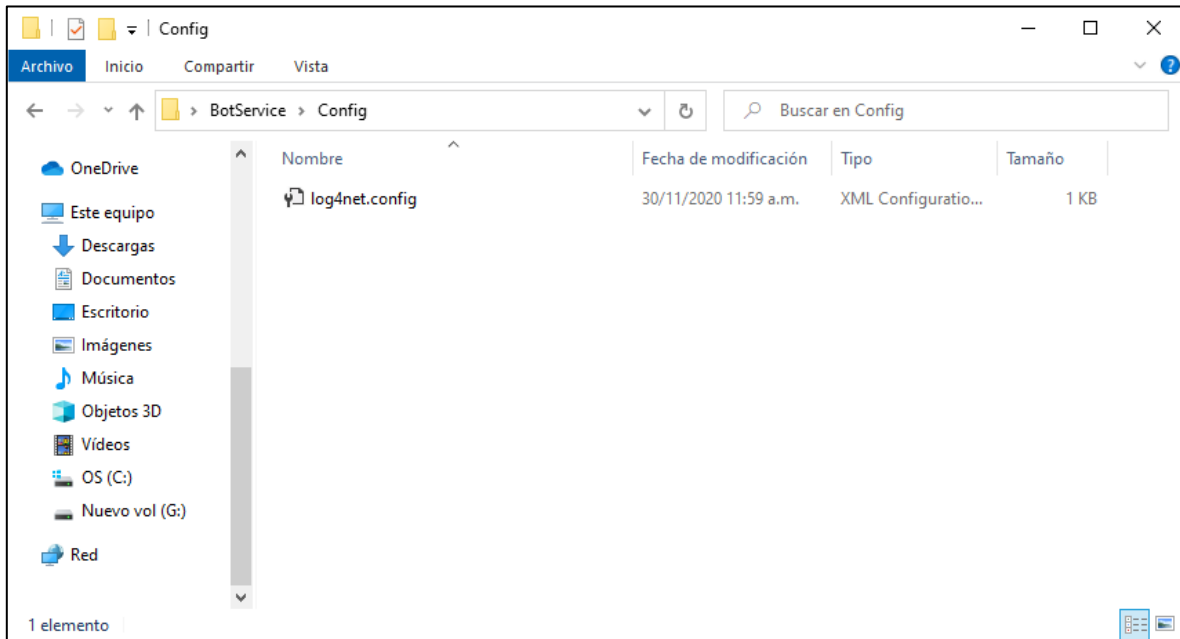 Config
Archivo Inicio Compartir Vista
BotService Config Buscar en Config
Nombre Fecha de modificación Tipo Tamaño
log4net.config 30/11/2020 11:59 a.m. XML Configuratio... 1 KB
OneDrive
Este equipo
Descargas
Documentos
Escritorio
Imágenes
Música
Objetos 3D
Vídeos
OS (C:)
Nuevo vol (G:)
Red
1 elemento